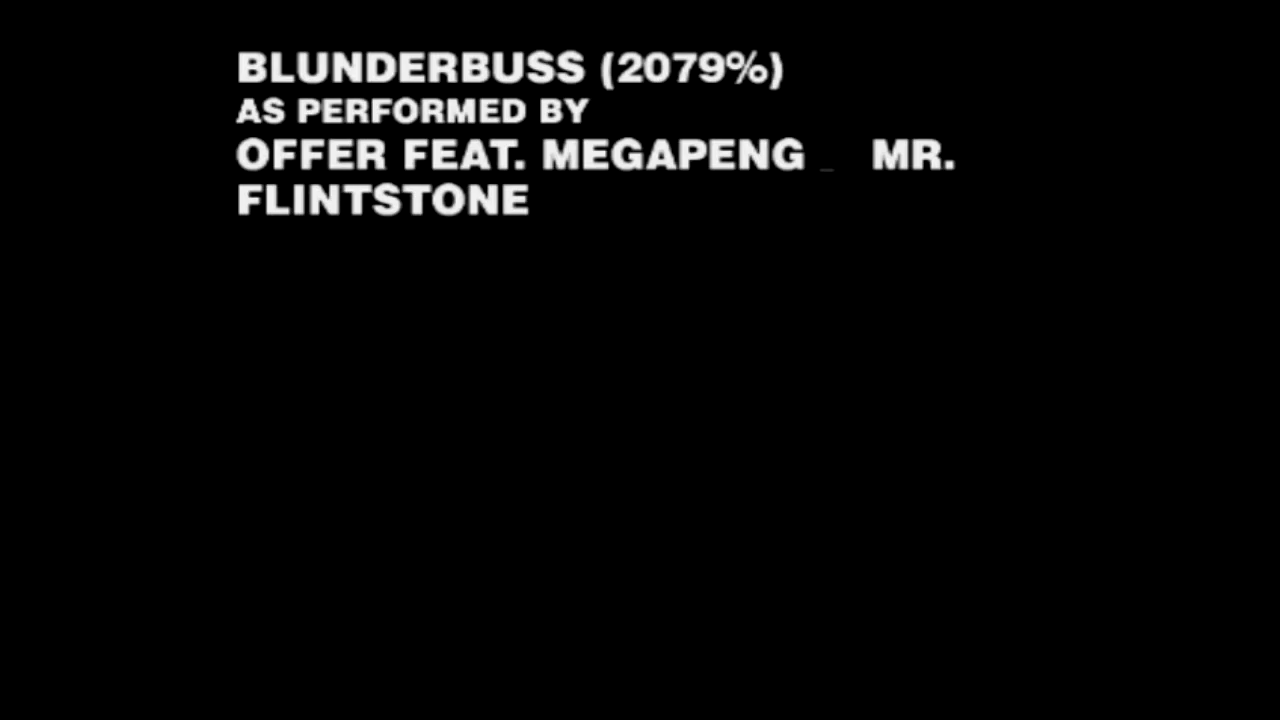 BLUNDERBUSS (2079%)
AS PERFORMED BY
OFFER FEAT. MEGAPENG _ MR.
FLINTSTONE